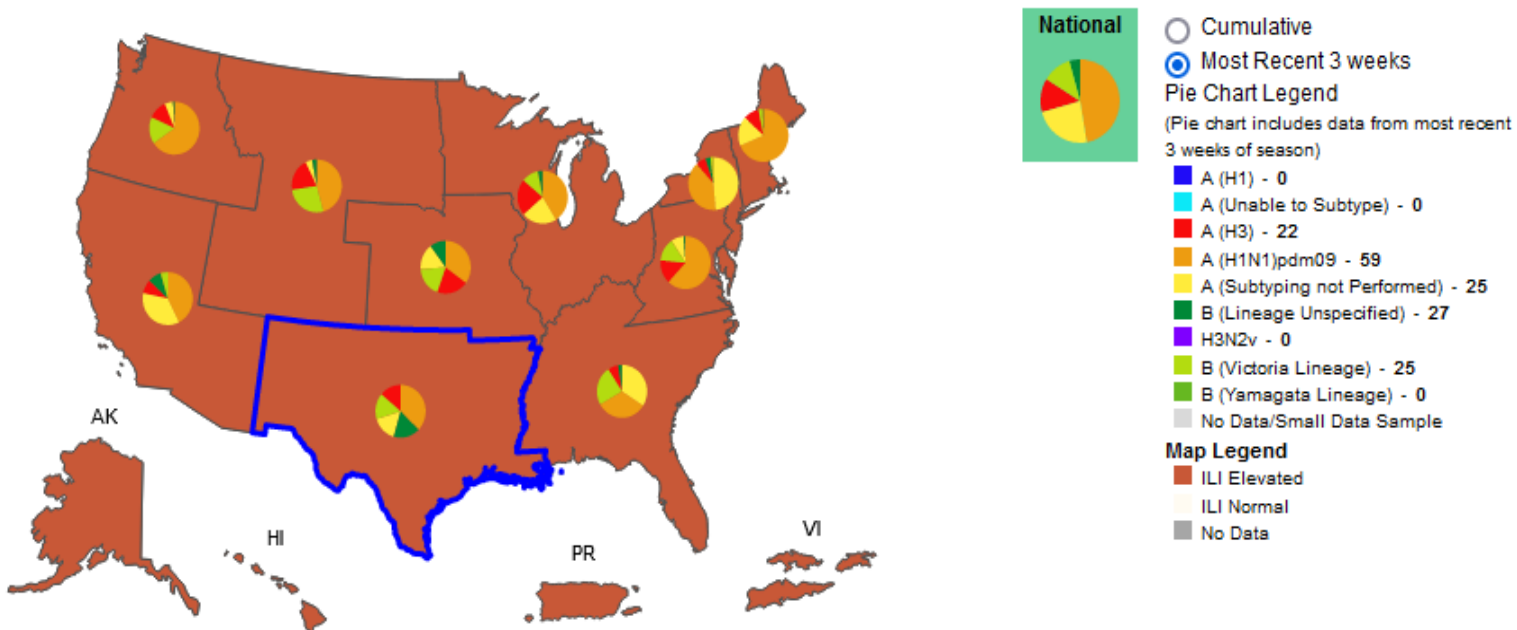 National
Cumulative
Most Recent 3 weeks
Pie Chart Legend
(Pie chart includes data from most recent
3 weeks of season)
A (H1) - 0
A (Unable to Subtype) - 0
A (H3) - 22
A (H1N1)pdm09 - 59
A (Subtyping not Performed) - 25
B (Lineage Unspecified) - 27
H3N2v - 0
B (Victoria Lineage) - 25
B (Yamagata Lineage) - 0
No Data/Small Data Sample
Map Legend
ILI Elevated
ILI Normal
No Data
AK
HI
PR
VI